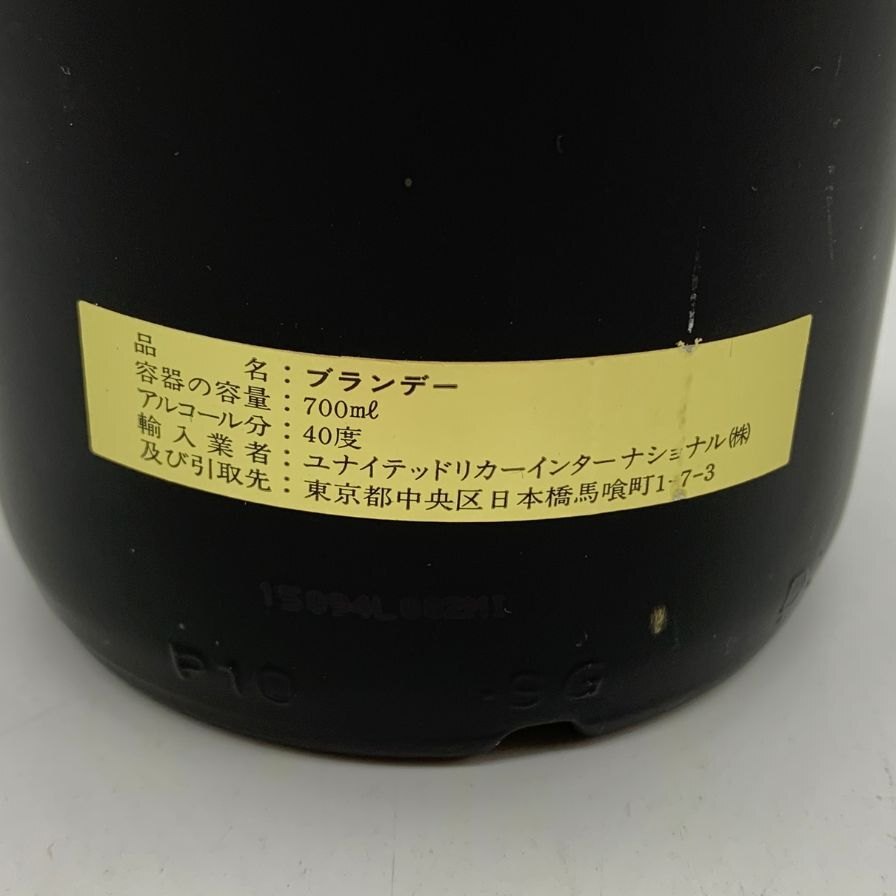 品名：ブランデー
容器の容量：700mℓ
アルコール分：40度
輸入業者：ユナイテッドリカーインターナショナル㈱
及び引取先：東京都中央区日本橋馬喰町1-7-3
P10 SG